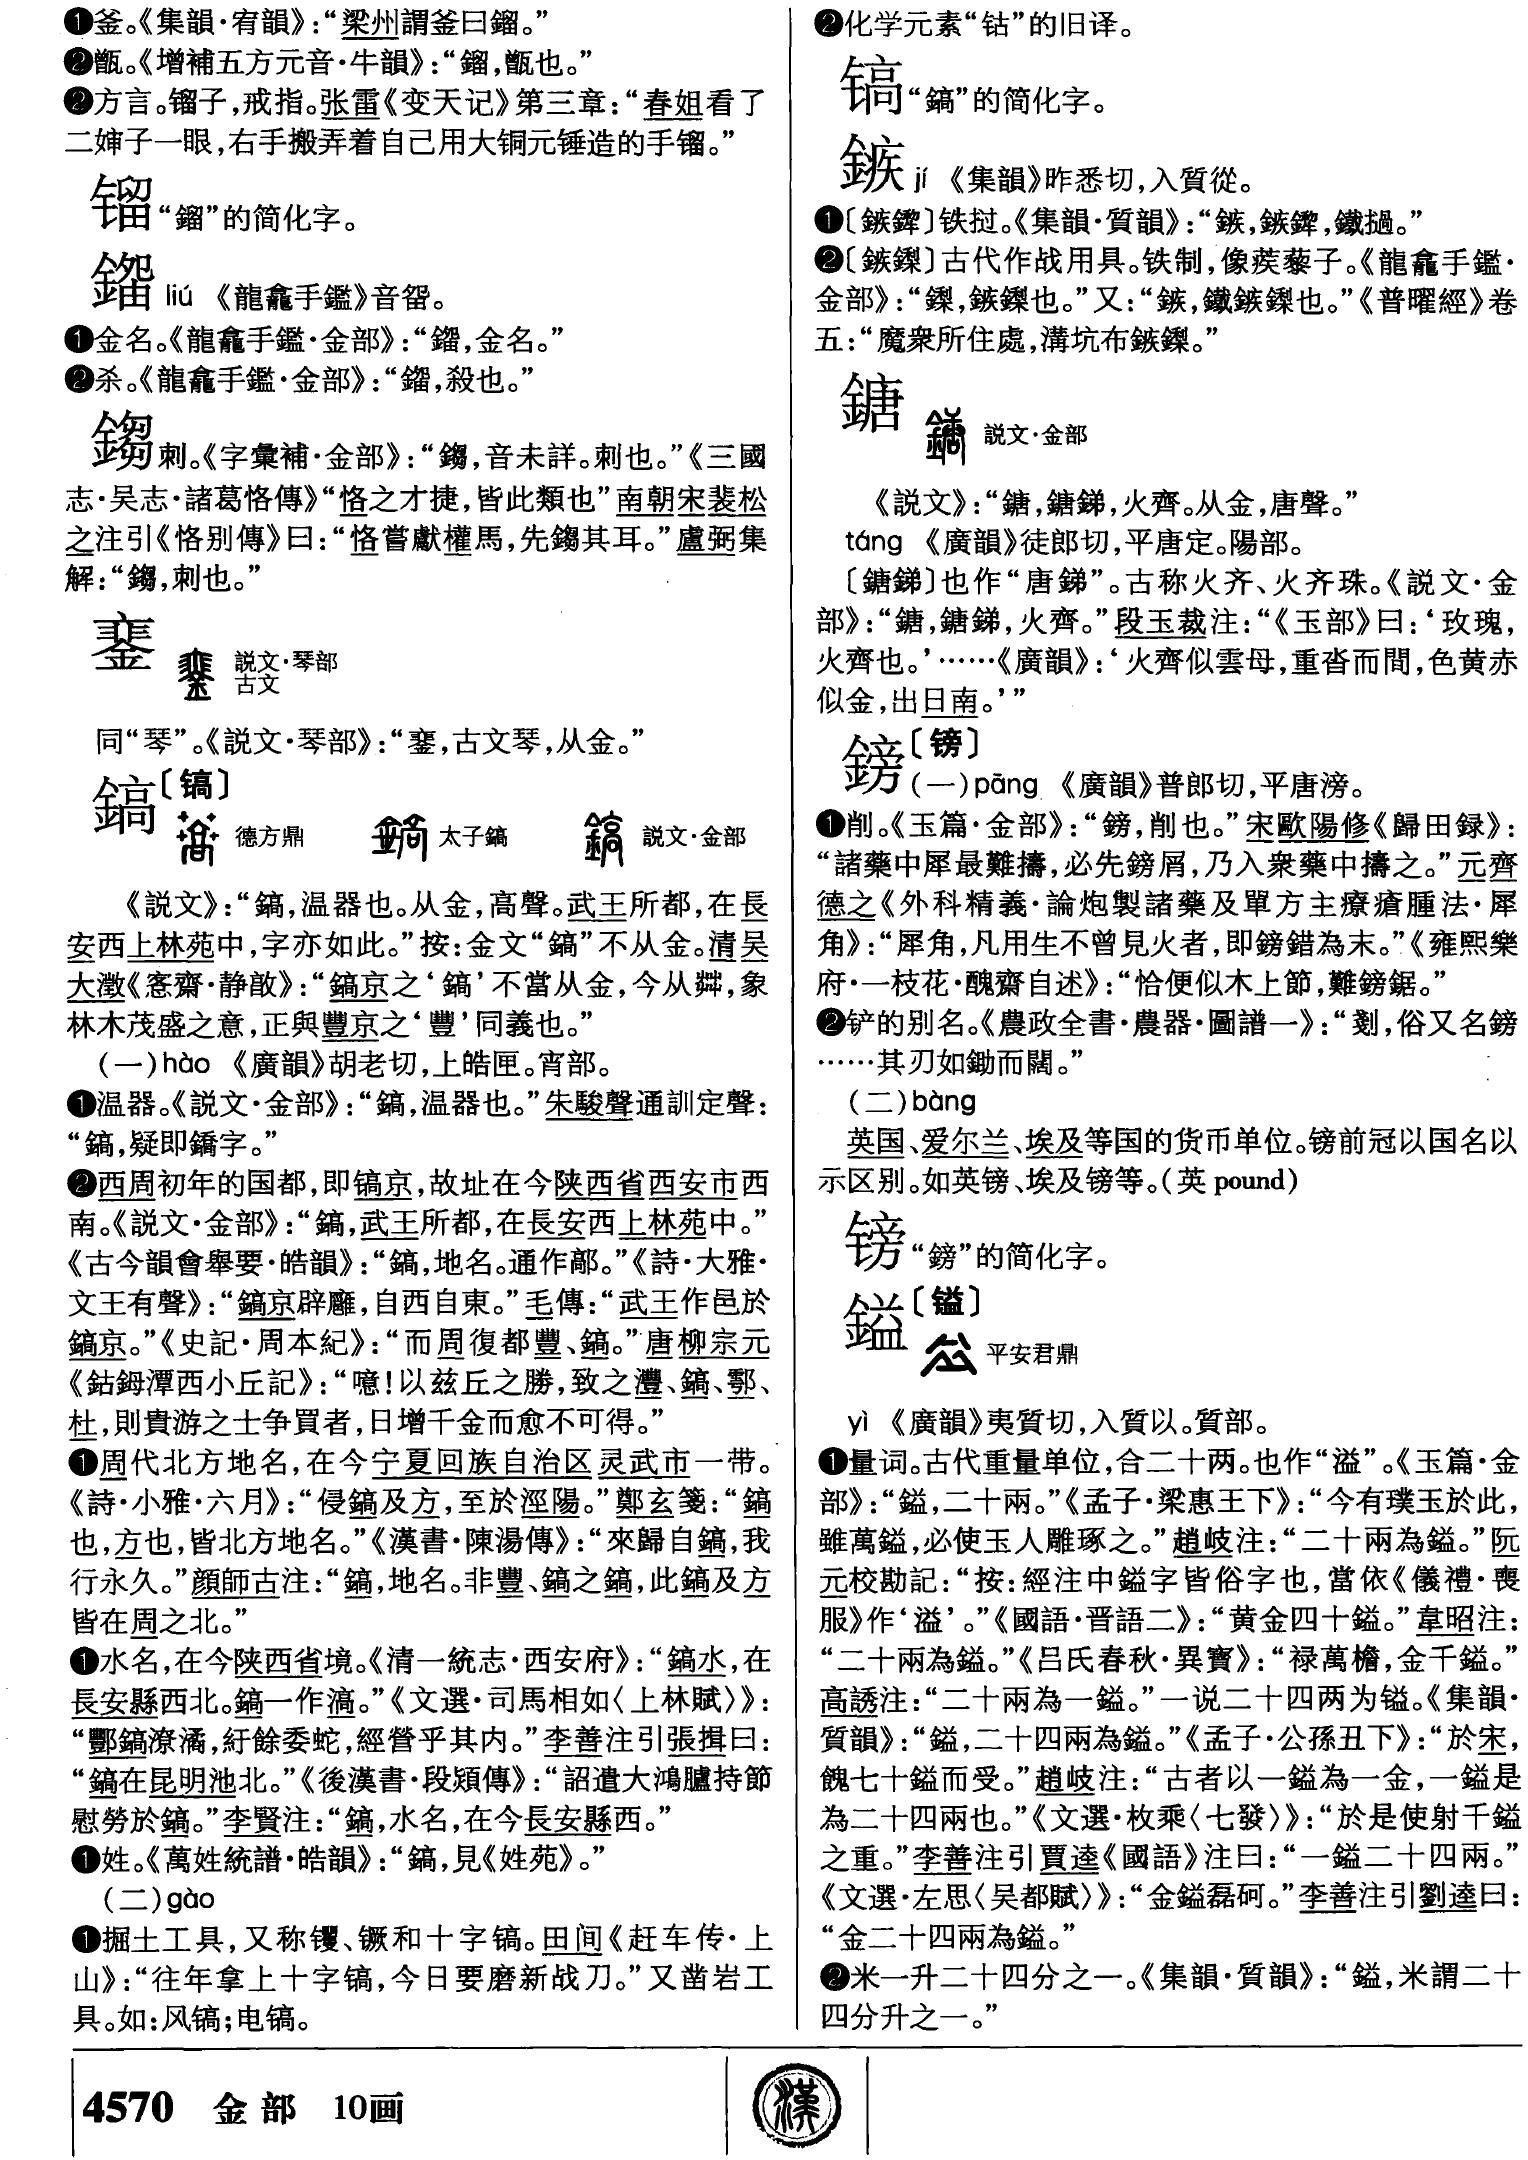 ❶釜。《集韻·宥韻》：“梁州謂釜曰鎦。”
❷甑。《增補五方元音·牛韻》：“鎦，甑也。”
❷方言。镏子，戒指。张雷《变天记》第三章：“春姐看了
二婶子一眼，右手搬弄着自己用大铜元锤造的手镏。”
镏“鎦”的简化字。
liú 《龍龕手鑑》音畱。
❶金名。《龍龕手鑑·金部》：“，金名。”
❷杀。《龍龕手鑑·金部》：“，殺也。”
鎉刺。《字彙補·金部》：“，音未詳。刺也。”《三國
志·吴志·諸葛恪傳》“恪之才捷，皆此類也”南朝宋裴松
之注引《恪别傳》曰：“恪嘗獻權馬，先其耳。”盧弼集
解：“，刺也。”
説文·琴部
古文
同“琴”。《説文·琴部》：“，古文琴，从金。”
鎬〔镐〕
德方鼎 太子鎬 説文·金部
《説文》：“鎬，温器也。从金，高聲。武王所都，在長
安西上林苑中，字亦如此。”按：金文“鎬”不从金。清吴
大澂《愙齋·静敢》：“鎬京之‘鎬’不當从金，今从茻，象
林木茂盛之意，正與豐京之‘豐’同義也。”
(一)hào 《廣韻》胡老切，上皓匣。宵部。
❶温器。《説文·金部》：“鎬，温器也。”朱駿聲通訓定聲：
“鎬，疑即鐈字。”
❷西周初年的国都，即镐京，故址在今陕西省西安市西
南。《説文·金部》：“鎬，武王所都，在長安西上林苑中。”
《古今韻會舉要·皓韻》：“鎬，地名。通作鄗。”《詩·大雅·
文王有聲》：“鎬京辟廱，自西自東。”毛傳：“武王作邑於
鎬京。”《史記·周本紀》：“而周復都豐、鎬。”唐柳宗元
《鈷鉧潭西小丘記》：“噫！以兹丘之勝，致之灃、鎬、鄠、
杜，則貴游之士争買者，日增千金而愈不可得。”
❶周代北方地名，在今宁夏回族自治区灵武市一带。
《詩·小雅·六月》：“侵鎬及方，至於涇陽。”鄭玄箋：“鎬
也，方也，皆北方地名。”《漢書·陳湯傳》：“來歸自鎬，我
行永久。”顔師古注：“鎬，地名。非豐、鎬之鎬，此鎬及方
皆在周之北。”
❶水名，在今陕西省境。《清一統志·西安府》：“鎬水，在
長安縣西北。鎬一作滈。”《文選·司馬相如〈上林賦〉》：
“酆鎬潦潏，紆餘委蛇，經營乎其内。”李善注引張揖曰：
“鎬在昆明池北。”《後漢書·段熲傳》：“詔遣大鴻臚持節
慰勞於鎬。”李賢注：“鎬，水名，在今長安縣西。”
❶姓。《萬姓統譜·皓韻》：“鎬，見《姓苑》。”
(二)gǎo
❶掘土工具，又称䦆、镢和十字镐。田间《赶车传·上
山》：“往年拿上十字镐，今日要磨新战刀。”又凿岩工
具。如：风镐；电镐。
❷化学元素“钴”的旧译。
镐“鎬”的简化字。
鏃jí 《集韻》昨悉切，入質從。
❶〔鏃〕铁挝。《集韻·質韻》：“，鐵撾。”
❷〔〕古代作战用具。铁制，像蒺藜子。《龍龕手鑑·
金部》：“也。”又：“，鐵也。”《普曜經》卷
五：“魔衆所住處，溝坑布。”
鎕 説文·金部
《説文》：“鎕，鎕銻，火齊。从金，唐聲。”
táng 《廣韻》徒郎切，平唐定。陽部。
〔鎕銻〕也作“唐銻”。古称火齐、火齐珠。《説文·金
部》：“鎕，鎕銻，火齊。”段玉裁注：“《玉部》曰：‘玫瑰，
火齊也。’……《廣韻》：‘火齊似雲母，重沓而開，色黄赤
似金，出日南。’”
鎊〔镑〕
(一)pāng 《廣韻》普郎切，平唐滂。
❶削。《玉篇·金部》：“鎊，削也。”宋歐陽修《歸田録》：
“諸藥中犀最難擣，必先鎊屑，乃入衆藥中擣之。”元齊
德之《外科精義·論炮製諸藥及單方主療瘡腫法·犀
角》：“犀角，凡用生不曾見火者，即鎊錯為末。”《雍熙樂
府·一枝花·醜齋自述》：“恰便似木上節，難鎊鋸。”
❷铲的别名。《農政全書·農器·圖譜一》：“剗，俗又名鎊
……其刃如鋤而闊。”
(二)bàng
英国、爱尔兰、埃及等国的货币单位。镑前冠以国名以
示区别。如英镑、埃及镑等。(英 pound)
镑“鎊”的简化字。
鎰〔镒〕
平安君鼎
yì 《廣韻》夷質切，入質以。質部。
❶量词。古代重量单位，合二十两。也作“溢”。《玉篇·金
部》：“鎰，二十兩。”《孟子·梁惠王下》：“今有璞玉於此，
雖萬鎰，必使玉人雕琢之。”趙岐注：“二十兩為鎰。”阮
元校勘記：“按：經注中鎰字皆俗字也，當依《儀禮·喪
服》作‘溢’。”《國語·晋語二》：“黄金四十鎰。”韋昭注：
“二十兩為鎰。”《吕氏春秋·異寶》：“禄萬檐，金千鎰。”
高誘注：“二十兩為一鎰。”一说二十四两为镒。《集韻·
質韻》：“鎰，二十四兩為鎰。”《孟子·公孫丑下》：“於宋，
餽七十鎰而受。”趙岐注：“古者以一鎰為一金，一鎰是
為二十四兩也。”《文選·枚乘〈七發〉》：“於是使射千鎰
之重。”李善注引賈逵《國語》注曰：“一鎰二十四兩。”
《文選·左思〈吴都賦〉》：“金鎰磊砢。”李善注引劉逵曰：
“金二十四兩為鎰。”
❷米一升二十四分之一。《集韻·質韻》：“鎰，米謂二十
四分升之一。”
4570 金部 10画
漢